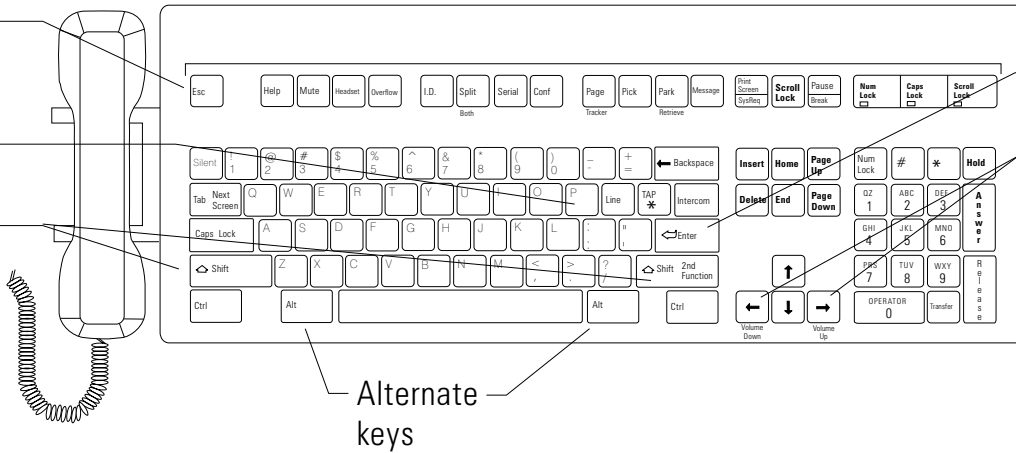 Esc Help Mute Headset Overflow I.D. Split Serial Conf Page Pick Park Message Print Screen SysReq Scroll Lock Pause Break Num Lock Caps Lock Scroll Lock
Both Tracker Retrieve
Silent ! 1 @ 2 # 3 $ 4 % 5 ^ 6 & 7 * 8 ( 9 ) 0 _ - + = Backspace Insert Home Page Up Num Lock # * Hold
Tab Next Screen Q W E R T Y U I O P Line TAP * Intercom Delete End Page Down QZ 1 ABC 2 DEF 3 Answer
Caps Lock A S D F G H J K L : ; " ' Enter GHI 4 JKL 5 MNO 6
Shift Z X C V B N M < , > . ? / Shift 2nd Function ↑ PRS 7 TUV 8 WXY 9 Release
Ctrl Alt Alt Ctrl ← ↓ → OPERATOR 0 Transfer
Volume Down Volume Up
Alternate
keys